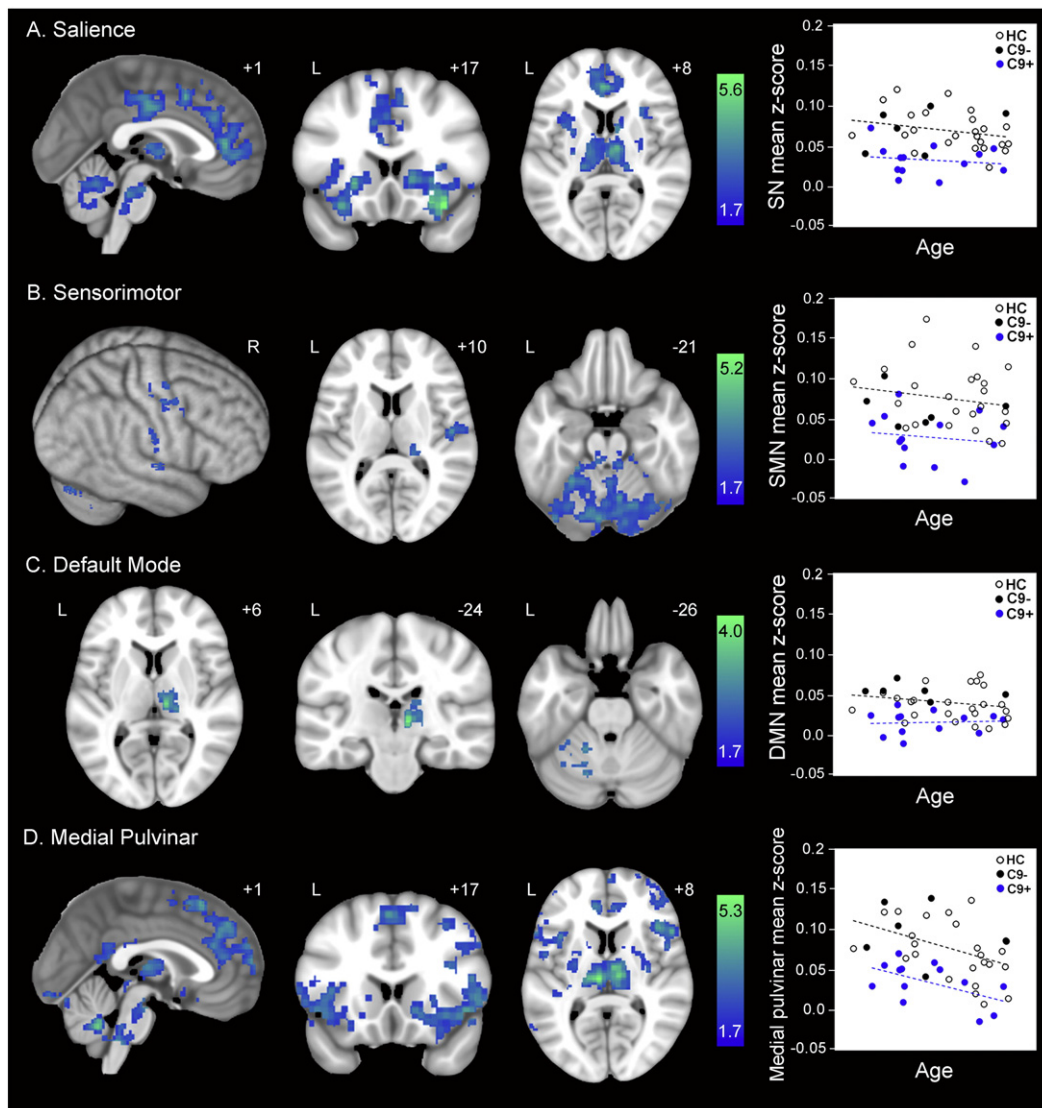 A. Salience
+1
L
+17
L
+8
5.6
1.7
SN mean z-score
0.2
0.15
0.10
0.05
0.0
-0.05
HC
C9-
C9+
Age
B. Sensorimotor
R
L
+10
L
-21
5.2
1.7
SMN mean z-score
0.2
0.15
0.10
0.05
0.0
-0.05
HC
C9-
C9+
Age
C. Default Mode
L
+6
L
-24
L
-26
4.0
1.7
DMN mean z-score
0.2
0.15
0.10
0.05
0.0
-0.05
HC
C9-
C9+
Age
D. Medial Pulvinar
+1
L
+17
L
+8
5.3
1.7
Medial pulvinar mean z-score
0.2
0.15
0.10
0.05
0.0
-0.05
HC
C9-
C9+
Age